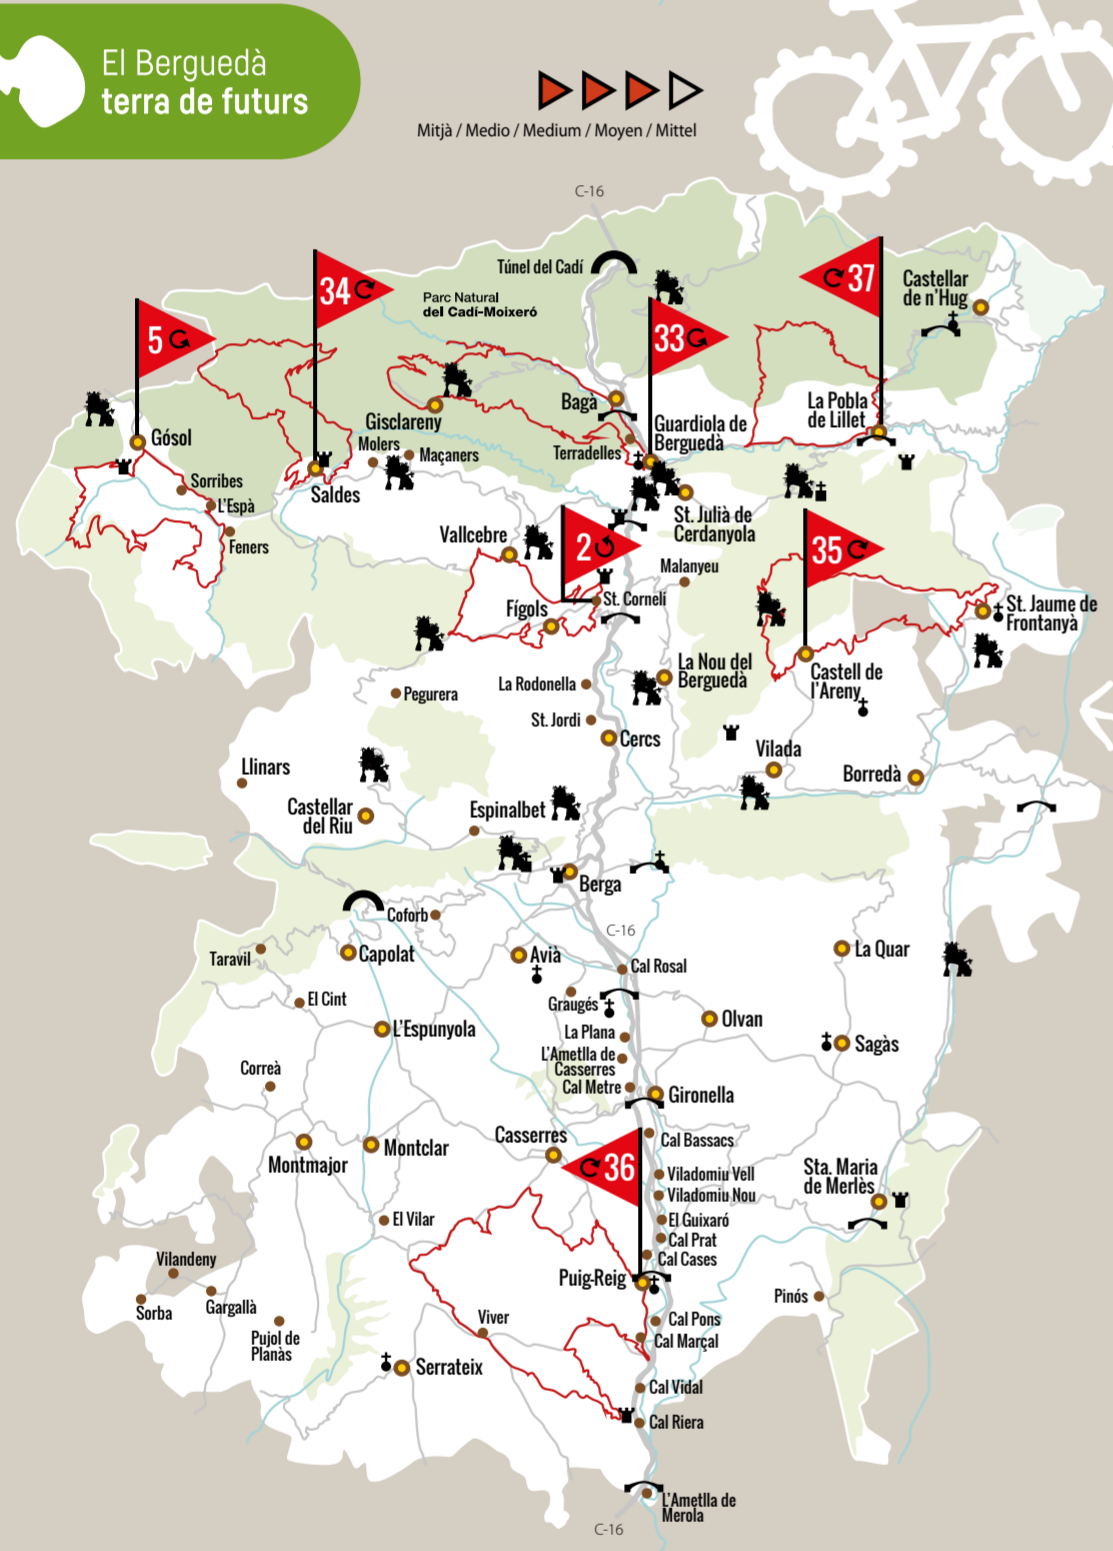 El Berguedà
terra de futurs
Mitjà / Medio / Medium / Moyen / Mittel
C-16
Túnel del Cadí
34
37
Castellar
de n'Hug
Parc Natural
del Cadí-Moixeró
5
33
Bagà
La Pobla
de Lillet
Gisclareny
Guardiola de
Berguedà
Gósol
Molers
Maçaners
Terradelles
Sorribes
Saldes
L'Espà
St. Julià de
Cerdanyola
Feners
Vallcebre
2
35
Malanyeu
St. Corneli
Fígols
St. Jaume de
Frontanyà
La Nou del
Berguedà
Castell de
l'Areny
La Rodonella
Pegurera
St. Jordi
Cercs
Vilada
Llinars
Borredà
Castellar
del Riu
Espinalbet
Berga
Coforb
C-16
Taravil
Capolat
Avià
La Quar
Cal Rosal
El Cint
Graugés
L'Espunyola
Olvan
La Plana
Sagàs
L'Ametlla de
Casserres
Correà
Cal Metre
Gironella
Casserres
Cal Bassacs
Montmajor
Montclar
36
Viladomiu Vell
Sta. Maria
de Merlès
Viladomiu Nou
El Vilar
El Guixaró
Cal Prat
Cal Cases
Vilandeny
Puig-Reig
Sorba
Gargallà
Pinós
Viver
Cal Pons
Pujol de
Planàs
Cal Marçal
Serrateix
Cal Vidal
Cal Riera
L'Ametlla de
Merola
C-16